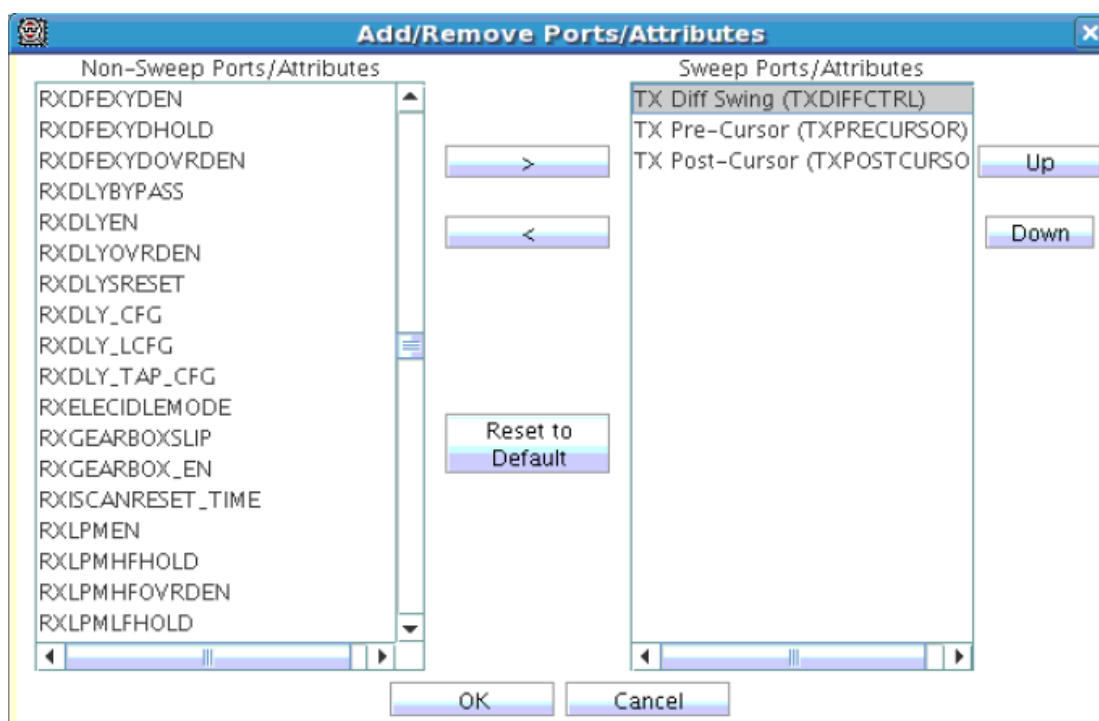 Add/Remove Ports/Attributes
Non-Sweep Ports/Attributes
RXDFEXYDEN
RXDFEXYDHOLD
RXDFEXYDOVRDEN
RXDLYBYPASS
RXDLYEN
RXDLYOVRDEN
RXDLYSRESET
RXDLY_CFG
RXDLY_LCFG
RXDLY_TAP_CFG
RXELECIDLEMODE
RXGEARBOXSLIP
RXGEARBOX_EN
RXISCANRESET_TIME
RXLPMEN
RXLPMHFHOLD
RXLPMHFOVRDEN
RXLPMLFHOLD
>
<
Reset to
Default
Sweep Ports/Attributes
TX Diff Swing (TXDIFFCTRL)
TX Pre-Cursor (TXPRECURSOR)
TX Post-Cursor (TXPOSTCURSO
Up
Down
OK
Cancel